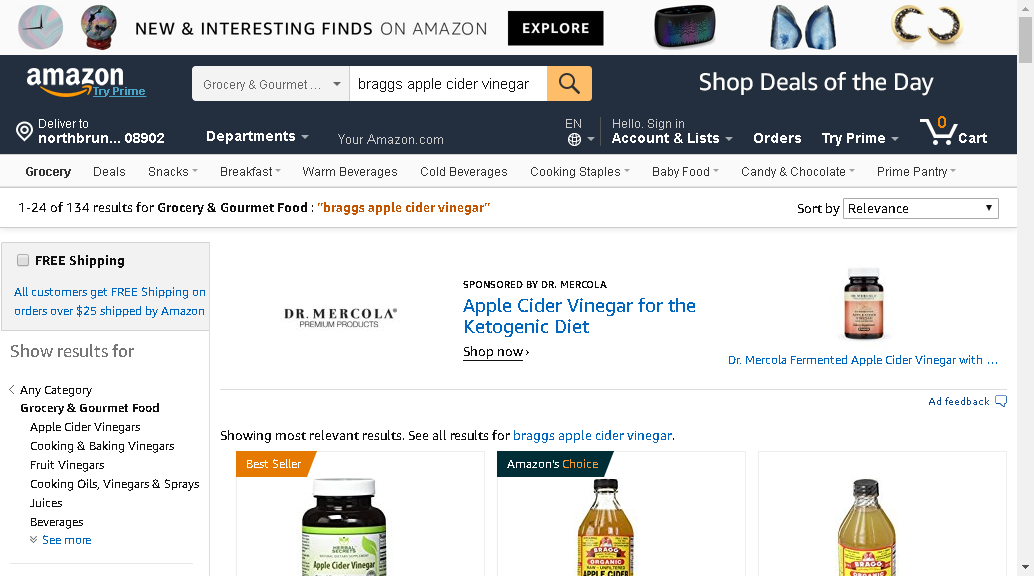 NEW & INTERESTING FINDS ON AMAZON EXPLORE
amazon
Try Prime
Grocery & Gourmet ... braggs apple cider vinegar
Shop Deals of the Day
Deliver to
northbrun... 08902
Departments
Your Amazon.com
EN
Hello. Sign in
Account & Lists
Orders
Try Prime
0
Cart
Grocery Deals Snacks Breakfast Warm Beverages Cold Beverages Cooking Staples Baby Food Candy & Chocolate Prime Pantry
1-24 of 134 results for Grocery & Gourmet Food : "braggs apple cider vinegar"
Sort by Relevance
FREE Shipping
All customers get FREE Shipping on
orders over $25 shipped by Amazon
Show results for
Any Category
Grocery & Gourmet Food
Apple Cider Vinegars
Cooking & Baking Vinegars
Fruit Vinegars
Cooking Oils, Vinegars & Sprays
Juices
Beverages
See more
DR. MERCOLA®
PREMIUM PRODUCTS
SPONSORED BY DR. MERCOLA
Apple Cider Vinegar for the
Ketogenic Diet
Shop now ›
DR. MERCOLA
Dr. Mercola Fermented Apple Cider Vinegar with ...
Ad feedback
Showing most relevant results. See all results for braggs apple cider vinegar.
Best Seller
HERBAL
SECRETS
Apple Cider Vinegar
Amazon's Choice
BRAGG
ORGANIC
RAW - UNFILTERED
APPLE CIDER
BRAGG
ORGANIC